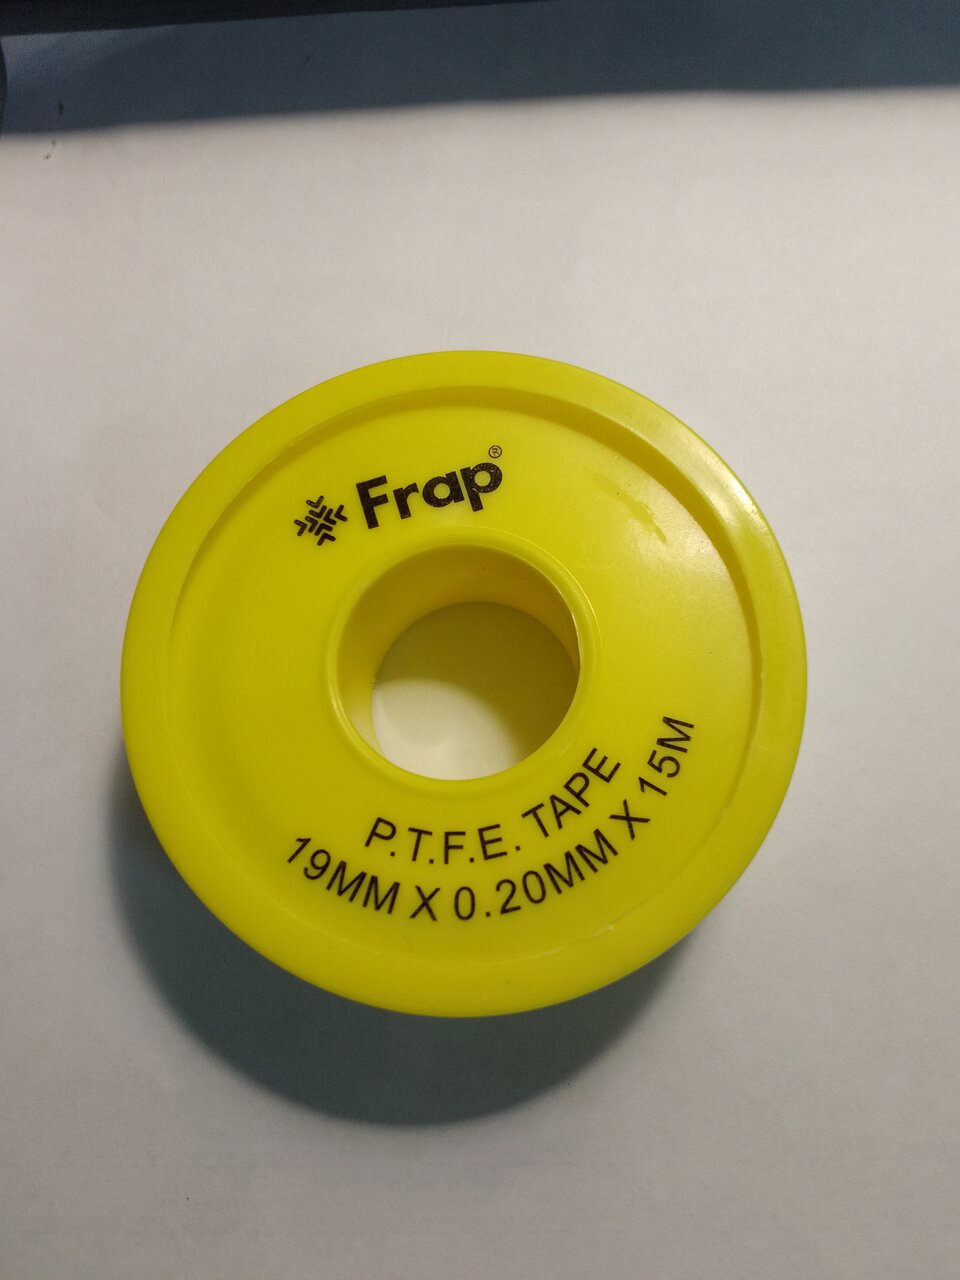 Frap®
P.T.F.E. TAPE
19MM X 0.20MM X 15M